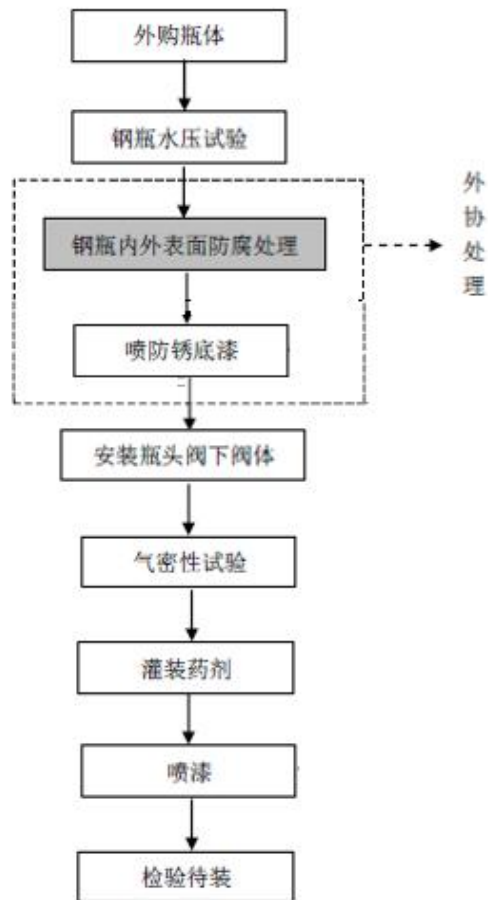 外购瓶体
钢瓶水压试验
钢瓶内外表面防腐处理
外协处理
喷防锈底漆
安装瓶头阀下阀体
气密性试验
灌装药剂
喷漆
检验待装